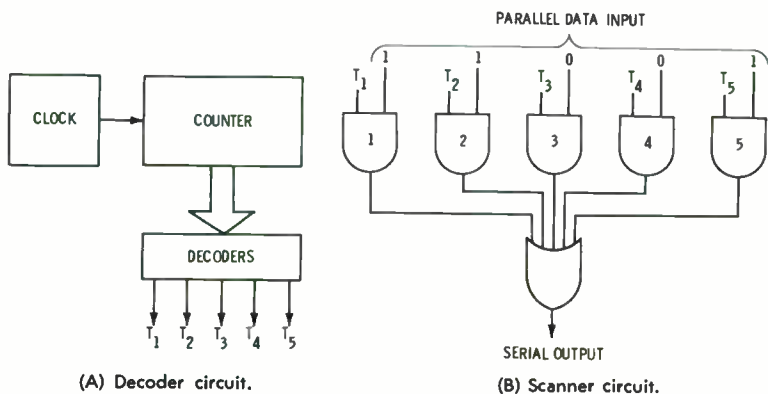 PARALLEL DATA INPUT
1 1 0 0 1
T1 T2 T3 T4 T5
CLOCK
COUNTER
1 2 3 4 5
DECODERS
T1 T2 T3 T4 T5
SERIAL OUTPUT
(A) Decoder circuit.
(B) Scanner circuit.